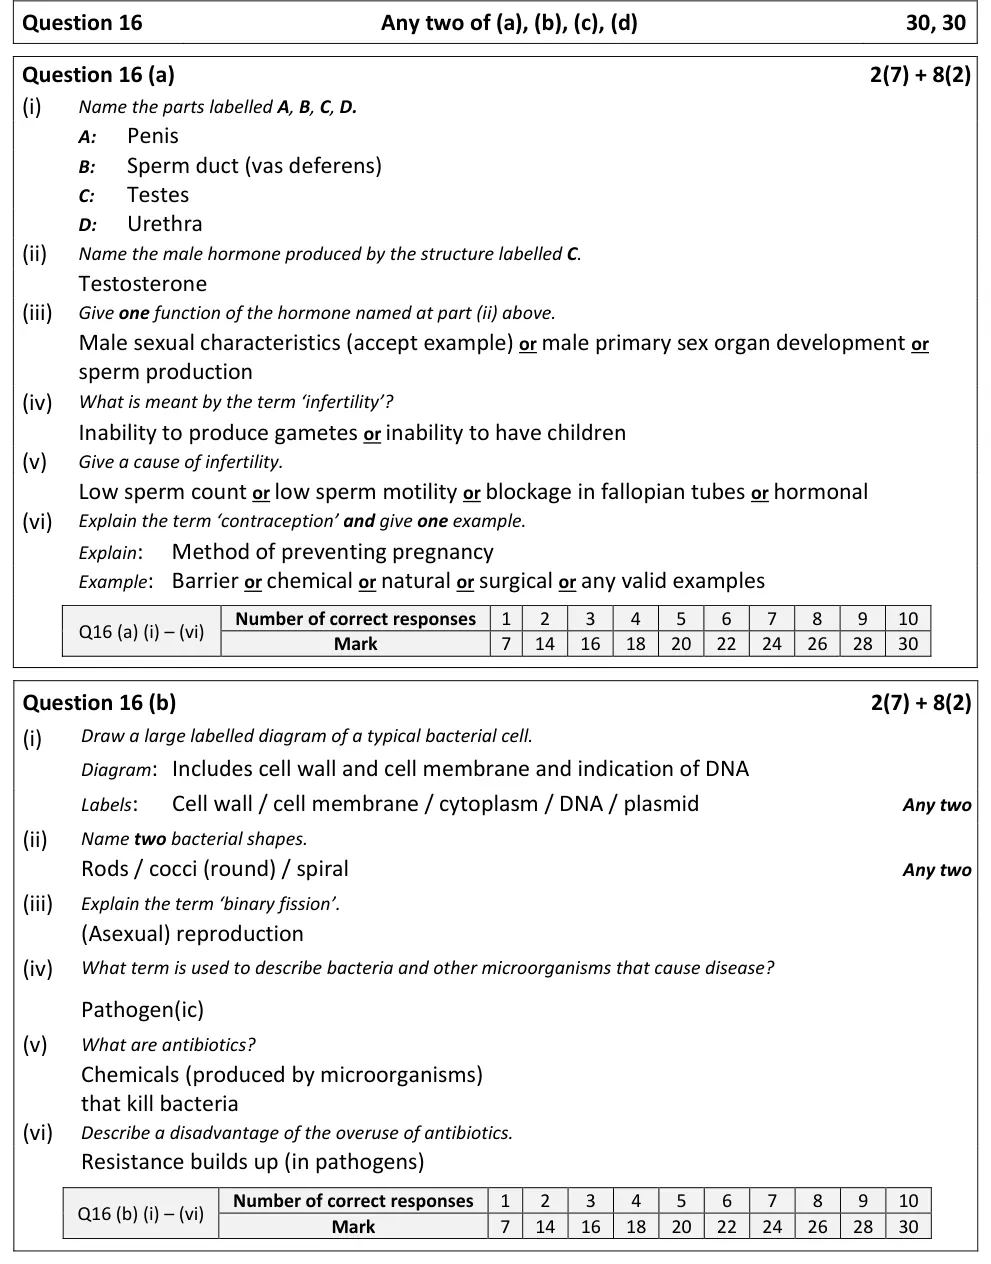 Question 16 Any two of (a), (b), (c), (d) 30, 30
Question 16 (a) 2(7) + 8(2)
(i) Name the parts labelled A, B, C, D.
A: Penis
B: Sperm duct (vas deferens)
C: Testes
D: Urethra
(ii) Name the male hormone produced by the structure labelled C.
Testosterone
(iii) Give one function of the hormone named at part (ii) above.
Male sexual characteristics (accept example) or male primary sex organ development or
sperm production
(iv) What is meant by the term ‘infertility’?
Inability to produce gametes or inability to have children
(v) Give a cause of infertility.
Low sperm count or low sperm motility or blockage in fallopian tubes or hormonal
(vi) Explain the term ‘contraception’ and give one example.
Explain: Method of preventing pregnancy
Example: Barrier or chemical or natural or surgical or any valid examples
Q16 (a) (i) – (vi) Number of correct responses 1 2 3 4 5 6 7 8 9 10
Mark 7 14 16 18 20 22 24 26 28 30
Question 16 (b) 2(7) + 8(2)
(i) Draw a large labelled diagram of a typical bacterial cell.
Diagram: Includes cell wall and cell membrane and indication of DNA
Labels: Cell wall / cell membrane / cytoplasm / DNA / plasmid Any two
(ii) Name two bacterial shapes.
Rods / cocci (round) / spiral Any two
(iii) Explain the term ‘binary fission’.
(Asexual) reproduction
(iv) What term is used to describe bacteria and other microorganisms that cause disease?
Pathogen(ic)
(v) What are antibiotics?
Chemicals (produced by microorganisms)
that kill bacteria
(vi) Describe a disadvantage of the overuse of antibiotics.
Resistance builds up (in pathogens)
Q16 (b) (i) – (vi) Number of correct responses 1 2 3 4 5 6 7 8 9 10
Mark 7 14 16 18 20 22 24 26 28 30